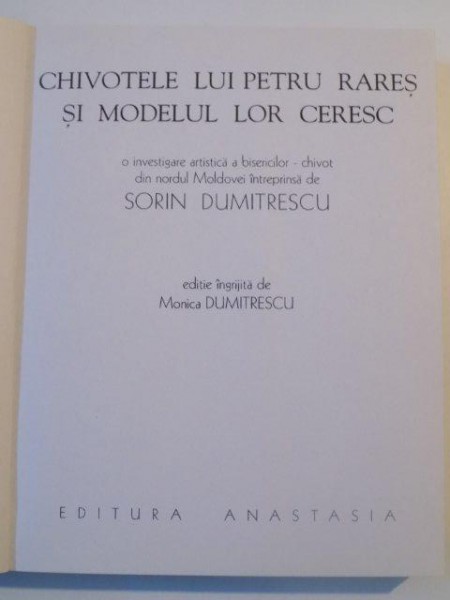 CHIVOTELE LUI PETRU RAREȘ
ȘI MODELUL LOR CERESC
o investigare artistică a bisericilor - chivot
din nordul Moldovei întreprinsă de
SORIN DUMITRESCU
ediție îngrijită de
Monica DUMITRESCU
EDITURA ANASTASIA